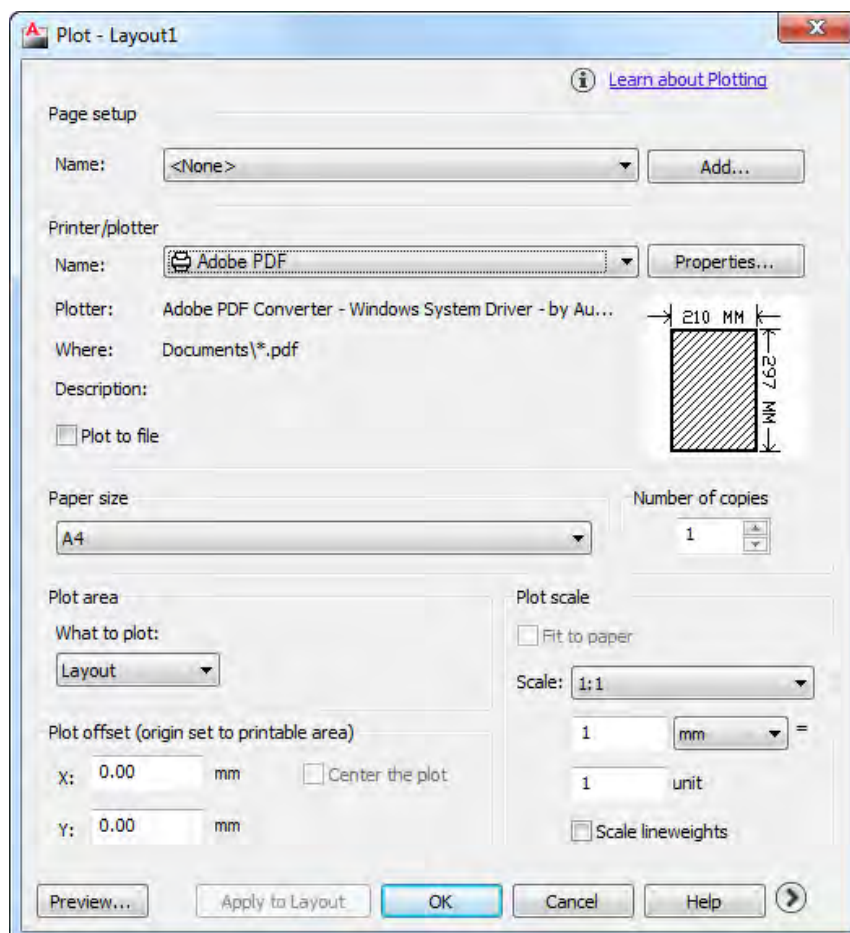 Plot - Layout1
Learn about Plotting
Page setup
Name: <None> Add...
Printer/plotter
Name: Adobe PDF Properties...
Plotter: Adobe PDF Converter - Windows System Driver - by Au...
Where: Documents\*.pdf
Description:
Plot to file
210 MM
297 MM
Paper size
A4
Number of copies
1
Plot area
What to plot:
Layout
Plot scale
Fit to paper
Scale: 1:1
1 mm =
1 unit
Scale lineweights
Plot offset (origin set to printable area)
X: 0.00 mm Center the plot
Y: 0.00 mm
Preview... Apply to Layout OK Cancel Help